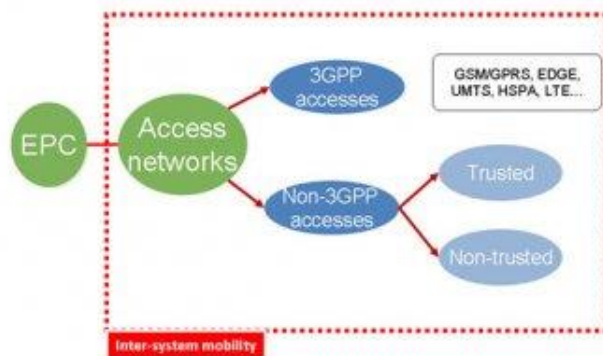 3GPP
accesses
GSM/GPRS, EDGE,
UMTS, HSPA, LTE...
EPC
Access
networks
Trusted
Non-3GPP
accesses
Non-trusted
Inter-system mobility